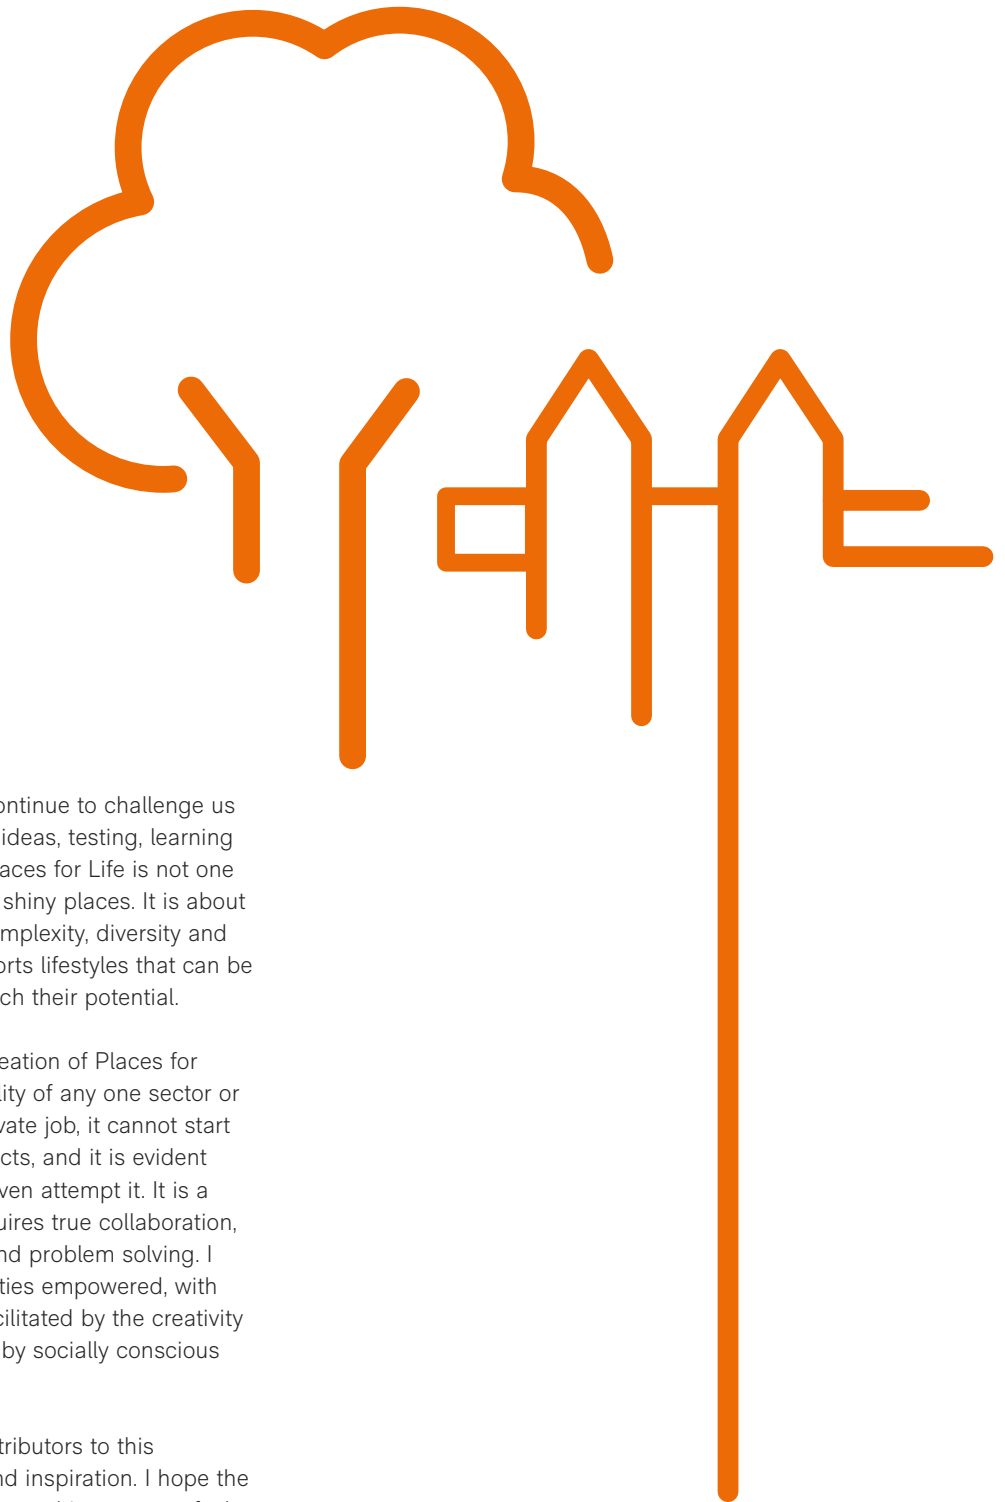 ontinue to challenge us
ideas, testing, learning
aces for Life is not one
shiny places. It is about
mplexity, diversity and
orts lifestyles that can be
ch their potential.
eation of Places for
lity of any one sector or
vate job, it cannot start
cts, and it is evident
ven attempt it. It is a
uires true collaboration,
nd problem solving. I
ties empowered, with
cilitated by the creativity
by socially conscious
tributors to this
nd inspiration. I hope the